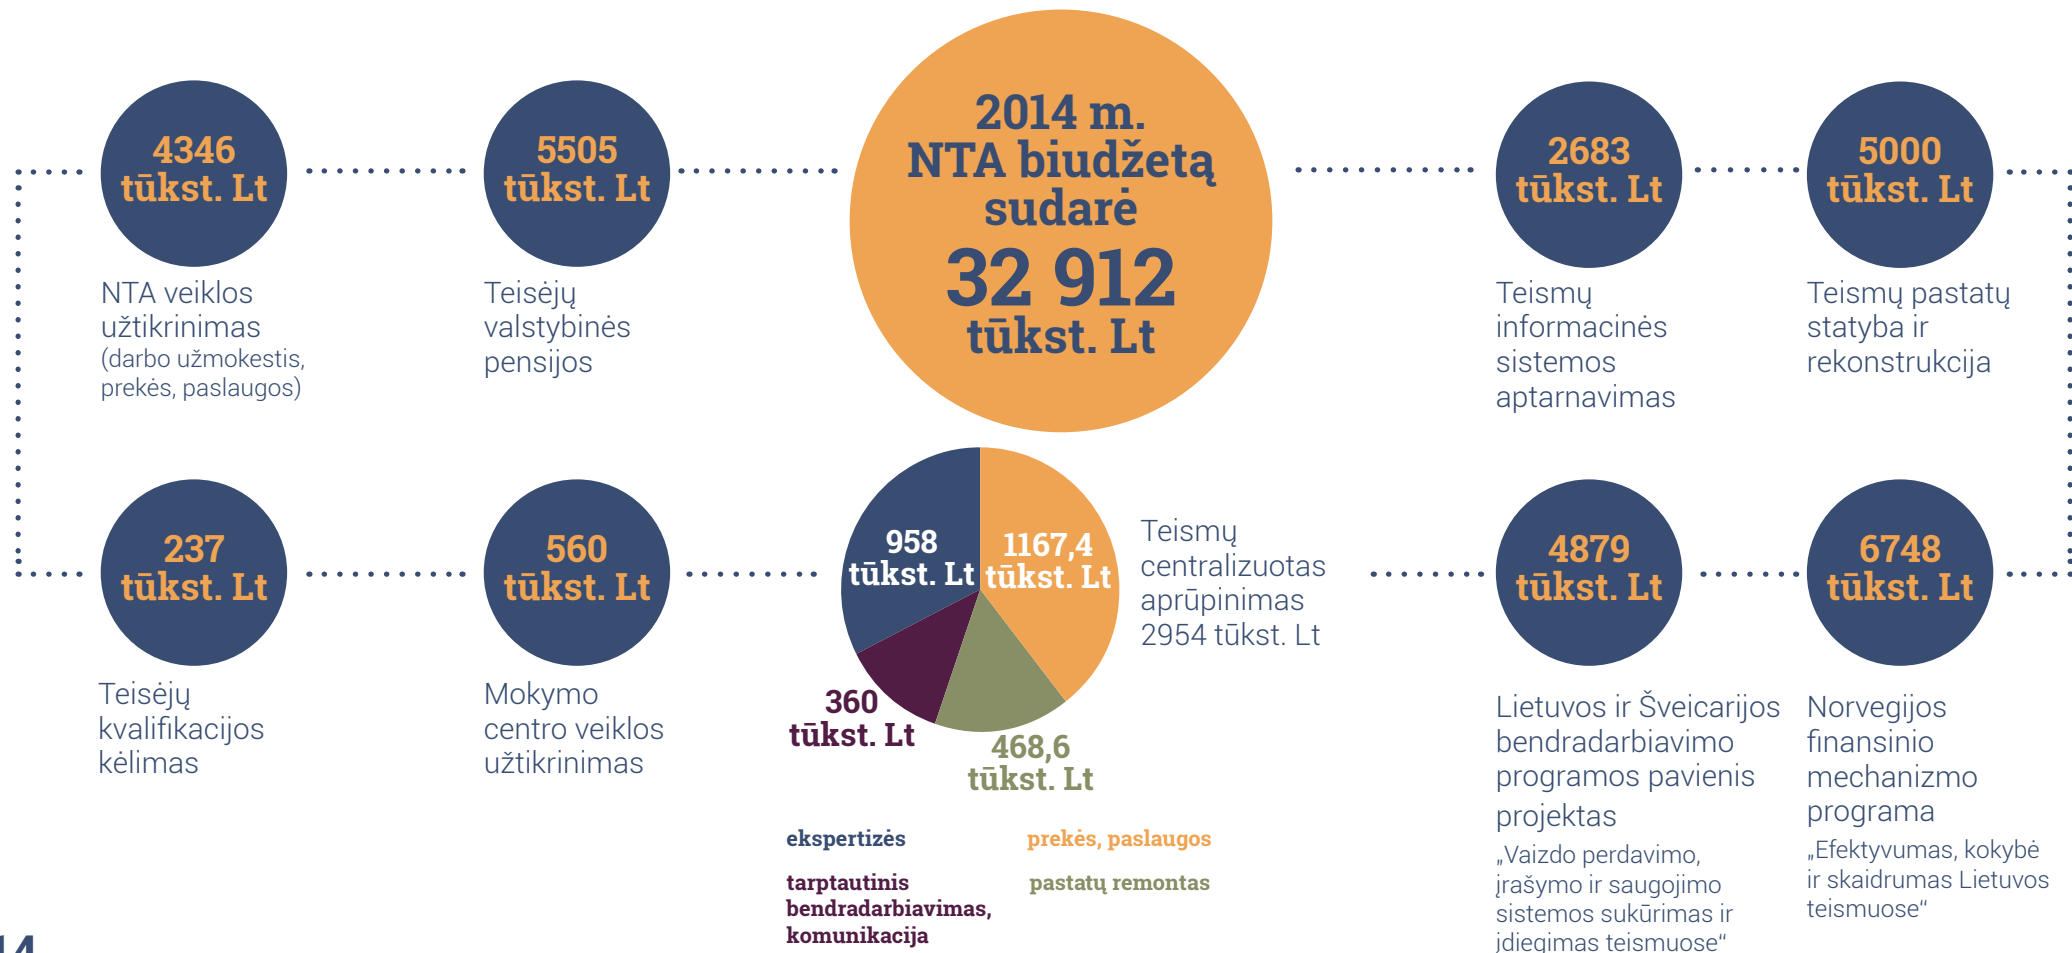 2014 m.
NTA biudžetą
sudarė
32 912
tūkst. Lt
4346
tūkst. Lt
NTA veiklos
užtikrinimas
(darbo užmokestis,
prekės, paslaugos)
5505
tūkst. Lt
Teisėjų
valstybinės
pensijos
2683
tūkst. Lt
Teismų
informacinės
sistemos
aptarnavimas
5000
tūkst. Lt
Teismų pastatų
statyba ir
rekonstrukcija
237
tūkst. Lt
Teisėjų
kvalifikacijos
kėlimas
560
tūkst. Lt
Mokymo
centro veiklos
užtikrinimas
958
tūkst. Lt
1167,4
tūkst. Lt
360
tūkst. Lt
468,6
tūkst. Lt
Teismų
centralizuotas
aprūpinimas
2954 tūkst. Lt
ekspertizės
prekės, paslaugos
tarptautinis
bendradarbiavimas,
komunikacija
pastatų remontas
4879
tūkst. Lt
Lietuvos ir Šveicarijos
bendradarbiavimo
programos pavienis
projektas
„Vaizdo perdavimo,
įrašymo ir saugojimo
sistemos sukūrimas ir
įdiegimas teismuose“
6748
tūkst. Lt
Norvegijos
finansinio
mechanizmo
programa
„Efektyvumas, kokybė
ir skaidrumas Lietuvos
teismuose“
14